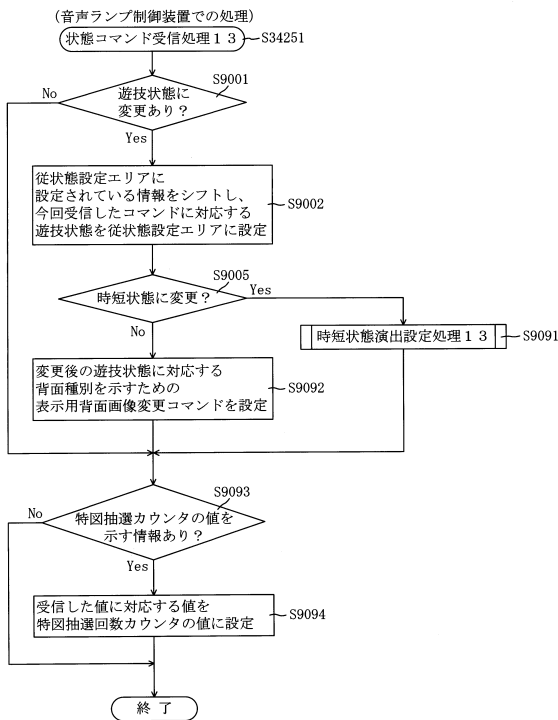 (音声ランプ制御装置での処理)
状態コマンド受信処理１３
S34251
S9001
No
遊技状態に
変更あり？
Yes
従状態設定エリアに
設定されている情報をシフトし、
今回受信したコマンドに対応する
遊技状態を従状態設定エリアに設定
S9002
S9005
時短状態に変更？
Yes
No
時短状態演出設定処理１３
S9091
変更後の遊技状態に対応する
背面種別を示すための
表示用背面画像変更コマンドを設定
S9092
S9093
No
特図抽選カウンタの値を
示す情報あり？
Yes
受信した値に対応する値を
特図抽選回数カウンタの値に設定
S9094
終 了